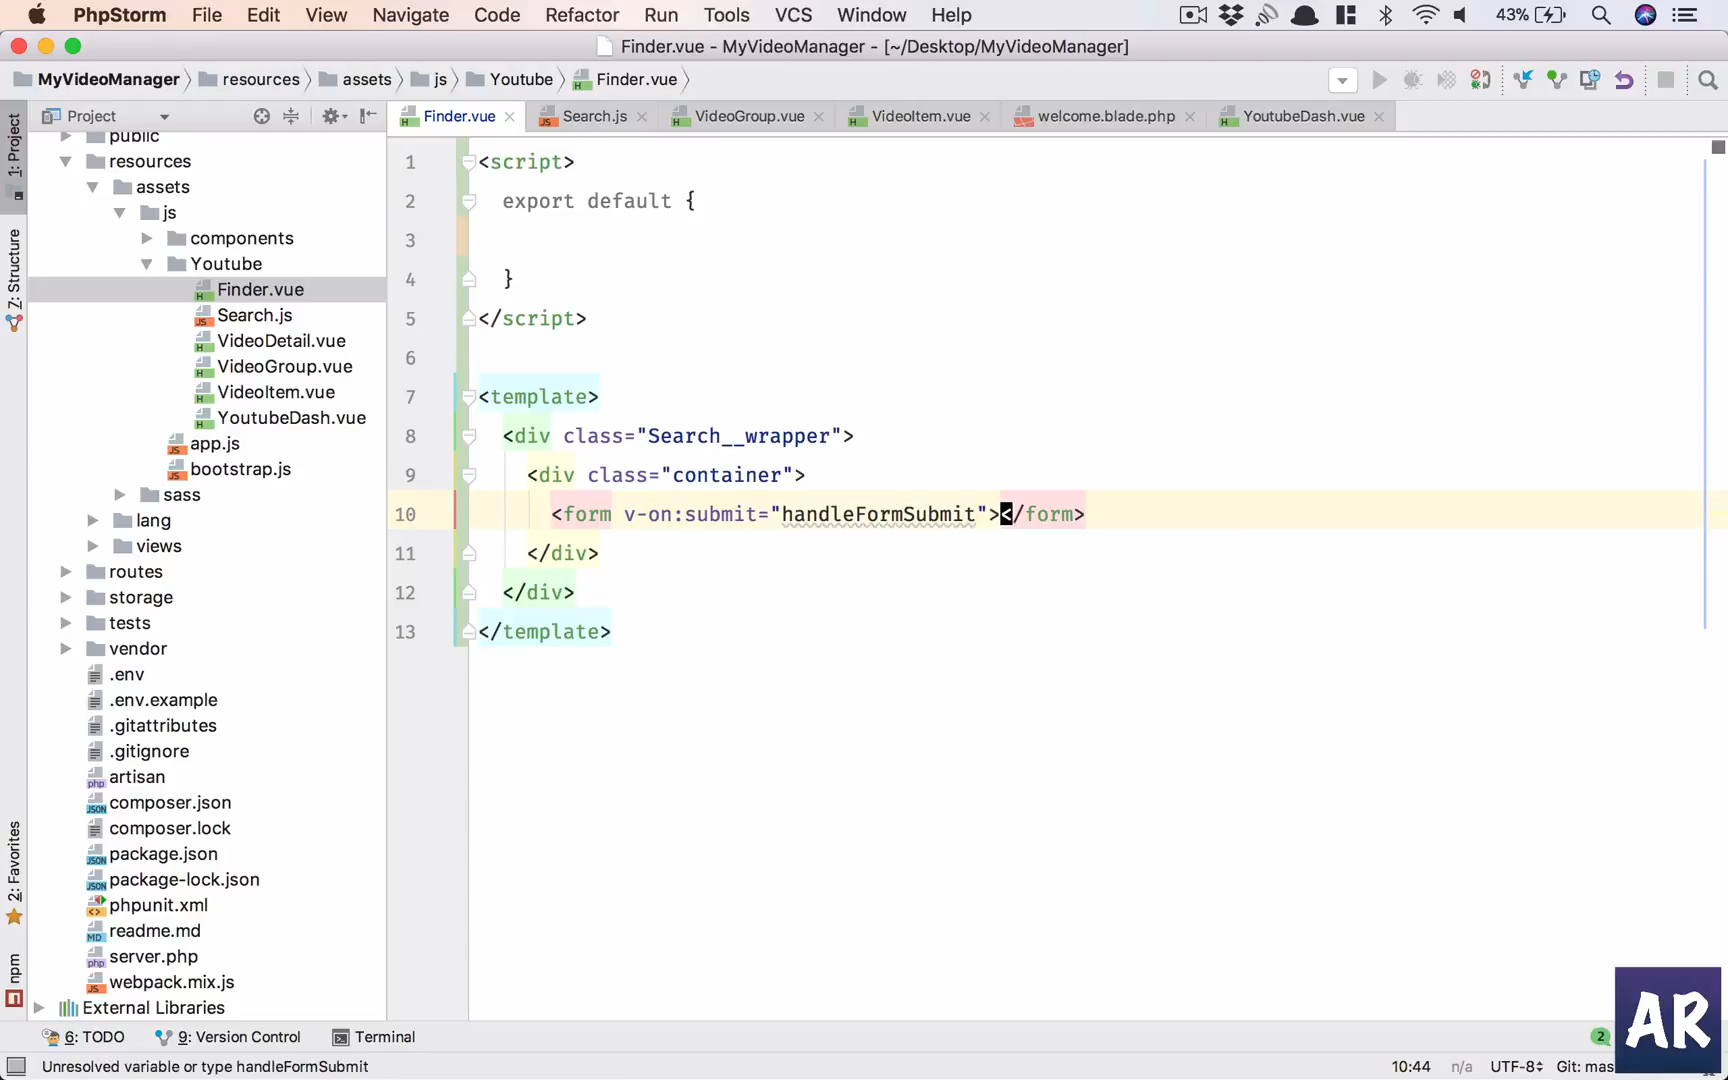 PhpStorm File Edit View Navigate Code Refactor Run Tools VCS Window Help 43%
Finder.vue - MyVideoManager - [~/Desktop/MyVideoManager]
MyVideoManager resources assets js Youtube Finder.vue
Project
Finder.vue Search.js VideoGroup.vue VideoItem.vue welcome.blade.php YoutubeDash.vue
1: Project
7: Structure
2: Favorites
npm
public
resources
assets
js
components
Youtube
Finder.vue
Search.js
VideoDetail.vue
VideoGroup.vue
VideoItem.vue
YoutubeDash.vue
app.js
bootstrap.js
sass
lang
views
routes
storage
tests
vendor
.env
.env.example
.gitattributes
.gitignore
artisan
composer.json
composer.lock
package.json
package-lock.json
phpunit.xml
readme.md
server.php
webpack.mix.js
External Libraries
1 <script>
2 export default {
3
4 }
5 </script>
6
7 <template>
8 <div class="Search__wrapper">
9 <div class="container">
10 <form v-on:submit="handleFormSubmit"></form>
11 </div>
12 </div>
13 </template>
6: TODO 9: Version Control Terminal 2
Unresolved variable or type handleFormSubmit 10:44 n/a UTF-8 Git: mas
AR